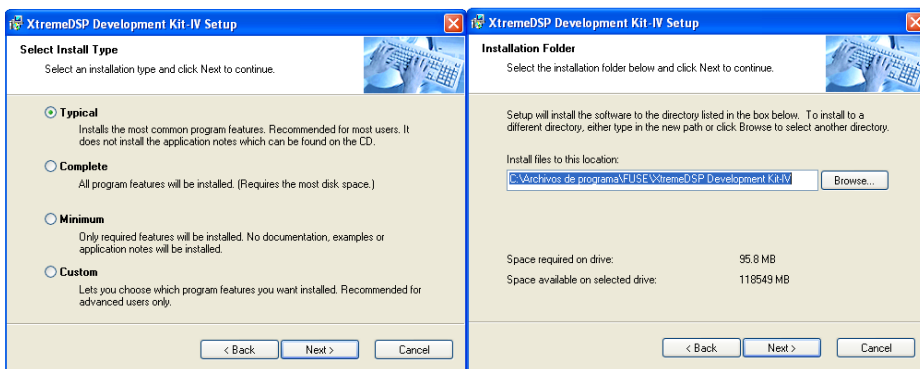 XtremeDSP Development Kit-IV Setup
Select Install Type
Select an installation type and click Next to continue.
Typical
Installs the most common program features. Recommended for most users. It
does not install the application notes which can be found on the CD.
Complete
All program features will be installed. (Requires the most disk space.)
Minimum
Only required features will be installed. No documentation, examples or
application notes will be installed.
Custom
Lets you choose which program features you want installed. Recommended for
advanced users only.
< Back
Next >
Cancel
XtremeDSP Development Kit-IV Setup
Installation Folder
Select the installation folder below and click Next to continue.
Setup will install the software to the directory listed in the box below. To install to a
different directory, either type in the new path or click Browse to select another directory.
Install files to this location:
C:\Archivos de programa\FUSE\XtremeDSP Development Kit-IV
Browse...
Space required on drive: 95.8 MB
Space available on selected drive: 118549 MB
< Back
Next >
Cancel